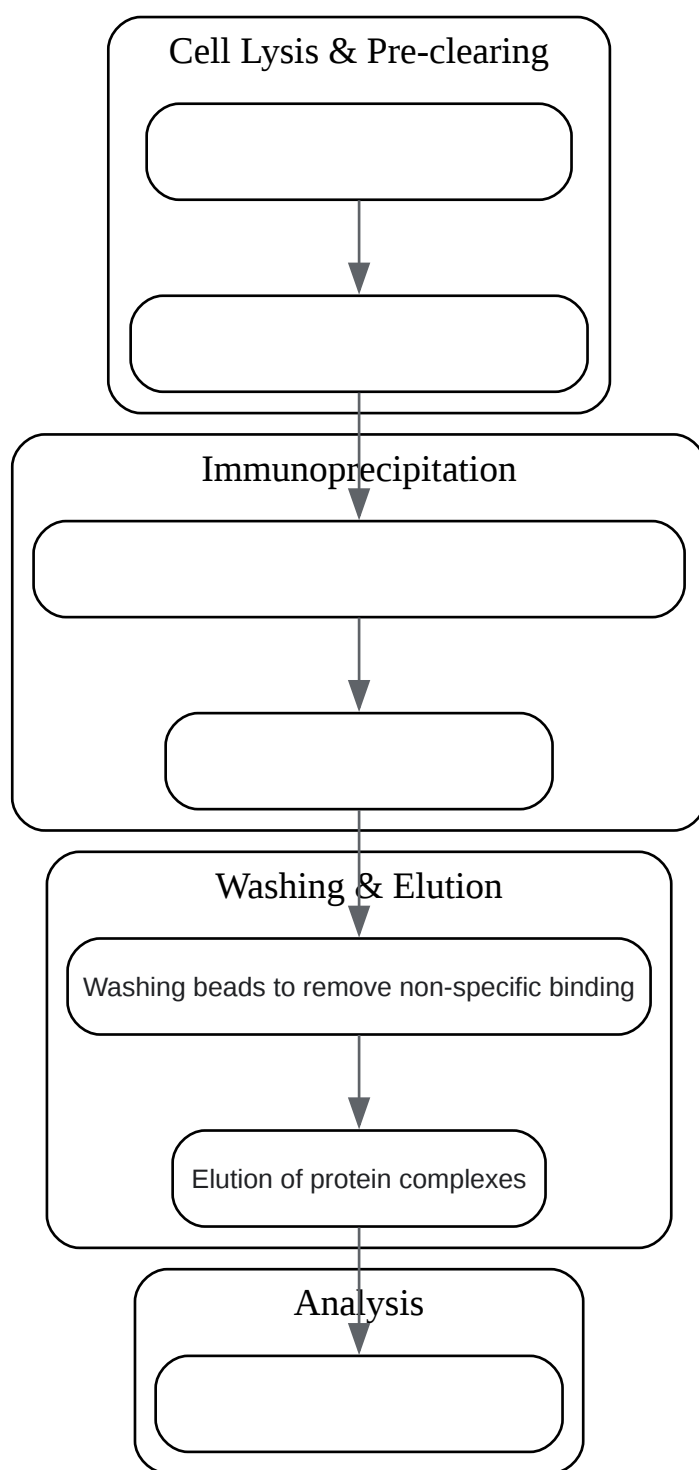 Cell Lysis & Pre-clearing
Immunoprecipitation
Washing & Elution
Washing beads to remove non-specific binding
Elution of protein complexes
Analysis